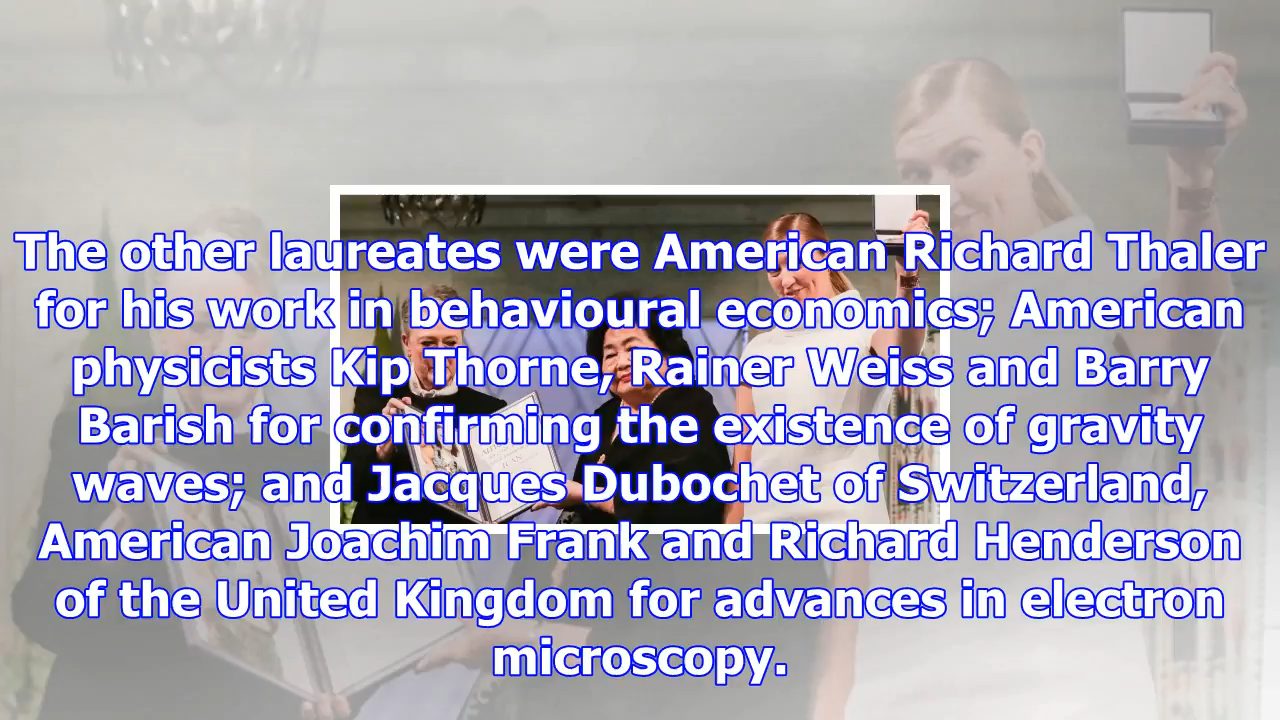 The other laureates were American Richard Thaler
for his work in behavioural economics; American
physicists Kip Thorne, Rainer Weiss and Barry
Barish for confirming the existence of gravity
waves; and Jacques Dubochet of Switzerland,
American Joachim Frank and Richard Henderson
of the United Kingdom for advances in electron
microscopy.